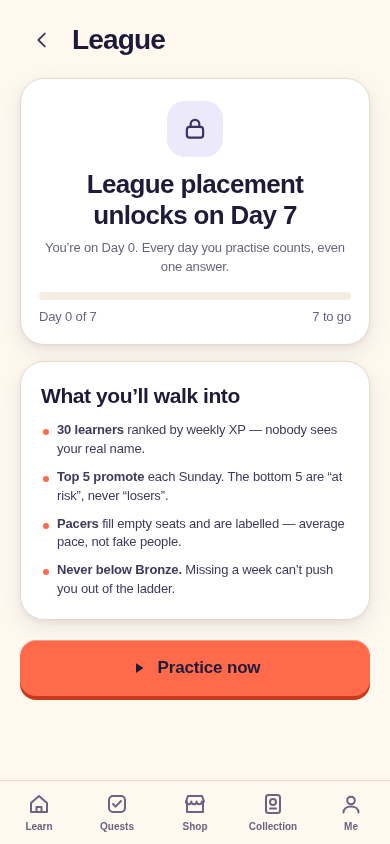 League
League placement
unlocks on Day 7
You’re on Day 0. Every day you practise counts, even
one answer.
Day 0 of 7
7 to go
What you’ll walk into
30 learners ranked by weekly XP — nobody sees
your real name.
Top 5 promote each Sunday. The bottom 5 are “at
risk”, never “losers”.
Pacers fill empty seats and are labelled — average
pace, not fake people.
Never below Bronze. Missing a week can’t push
you out of the ladder.
Practice now
Learn
Quests
Shop
Collection
Me